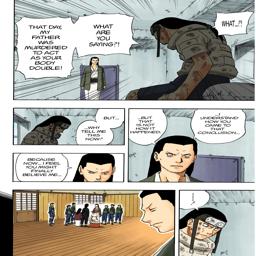 WHAT...!?
WHAT
ARE
YOU
SAYING?!
THAT DAY,
MY
FATHER
WAS
MURDERED
TO
ACT
AS YOUR
BODY
DOUBLE!
...I
UNDERSTAND
HOW YOU
CAME TO
THAT
CONCLUSION...
...BUT
THAT
IS NOT
HOW IT
HAPPENED.
BUT...
...WHY
TELL ME
THIS
NOW?
BECAUSE
NOW... I FEEL
YOU MIGHT
FINALLY
BELIEVE ME...